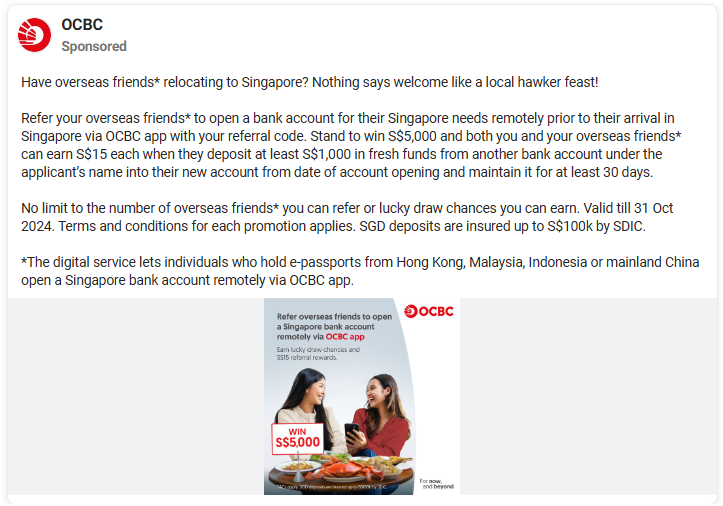 OCBC
Sponsored
Have overseas friends* relocating to Singapore? Nothing says welcome like a local hawker feast!
Refer your overseas friends* to open a bank account for their Singapore needs remotely prior to their arrival in
Singapore via OCBC app with your referral code. Stand to win S$5,000 and both you and your overseas friends*
can earn S$15 each when they deposit at least S$1,000 in fresh funds from another bank account under the
applicant's name into their new account from date of account opening and maintain it for at least 30 days.
No limit to the number of overseas friends* you can refer or lucky draw chances you can earn. Valid till 31 Oct
2024. Terms and conditions for each promotion applies. SGD deposits are insured up to S$100k by SDIC.
*The digital service lets individuals who hold e-passports from Hong Kong, Malaysia, Indonesia or mainland China
open a Singapore bank account remotely via OCBC app.
OCBC
Refer overseas friends to open
a Singapore bank account
remotely via OCBC app
Earn lucky draw chances and
S$15 referral rewards.
WIN
S$5,000
SGD deposits are insured up to S$100k by SDIC.
For now,
and beyond